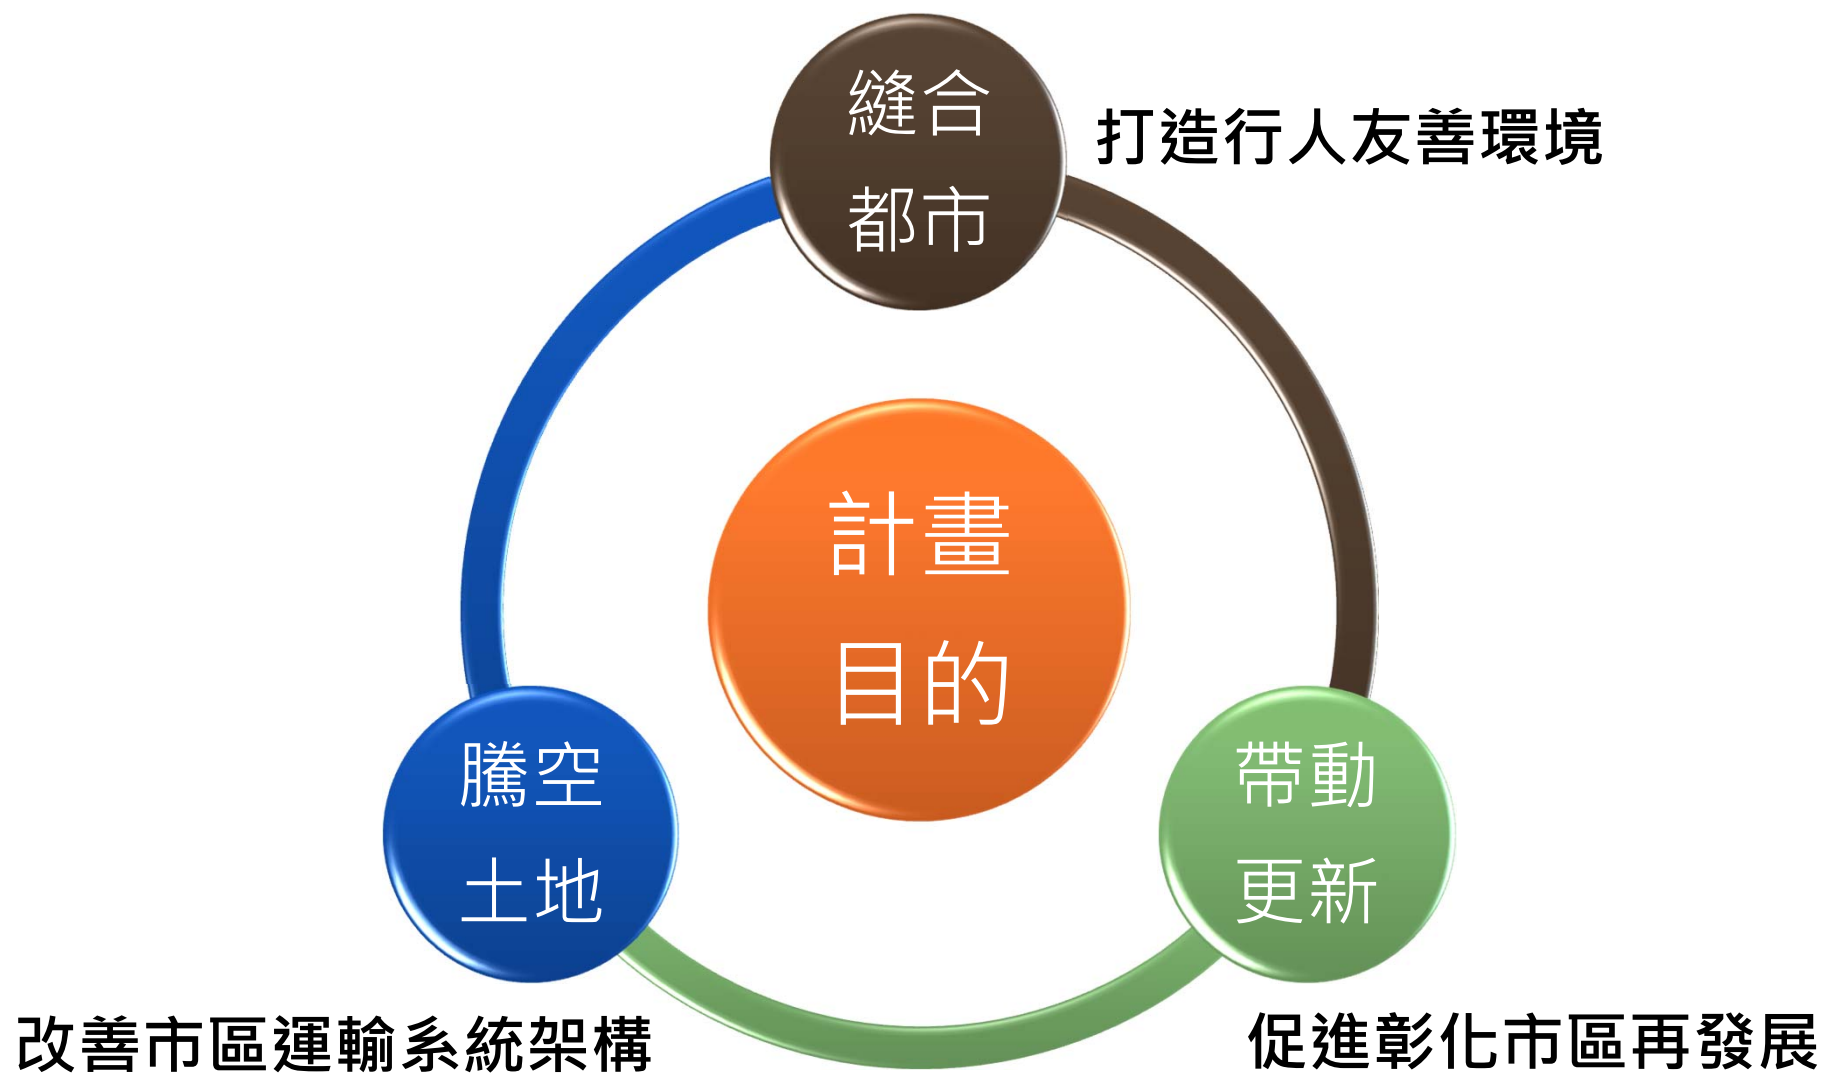 縫合
都市
打造行人友善環境
計畫
目的
騰空
土地
改善市區運輸系統架構
帶動
更新
促進彰化市區再發展